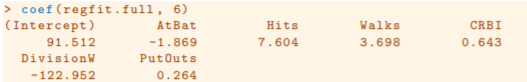 > coef(regfit.full, 6)
(Intercept) AtBat Hits Walks CRBI
91.512 -1.869 7.604 3.698 0.643
DivisionW PutOuts
-122.952 0.264